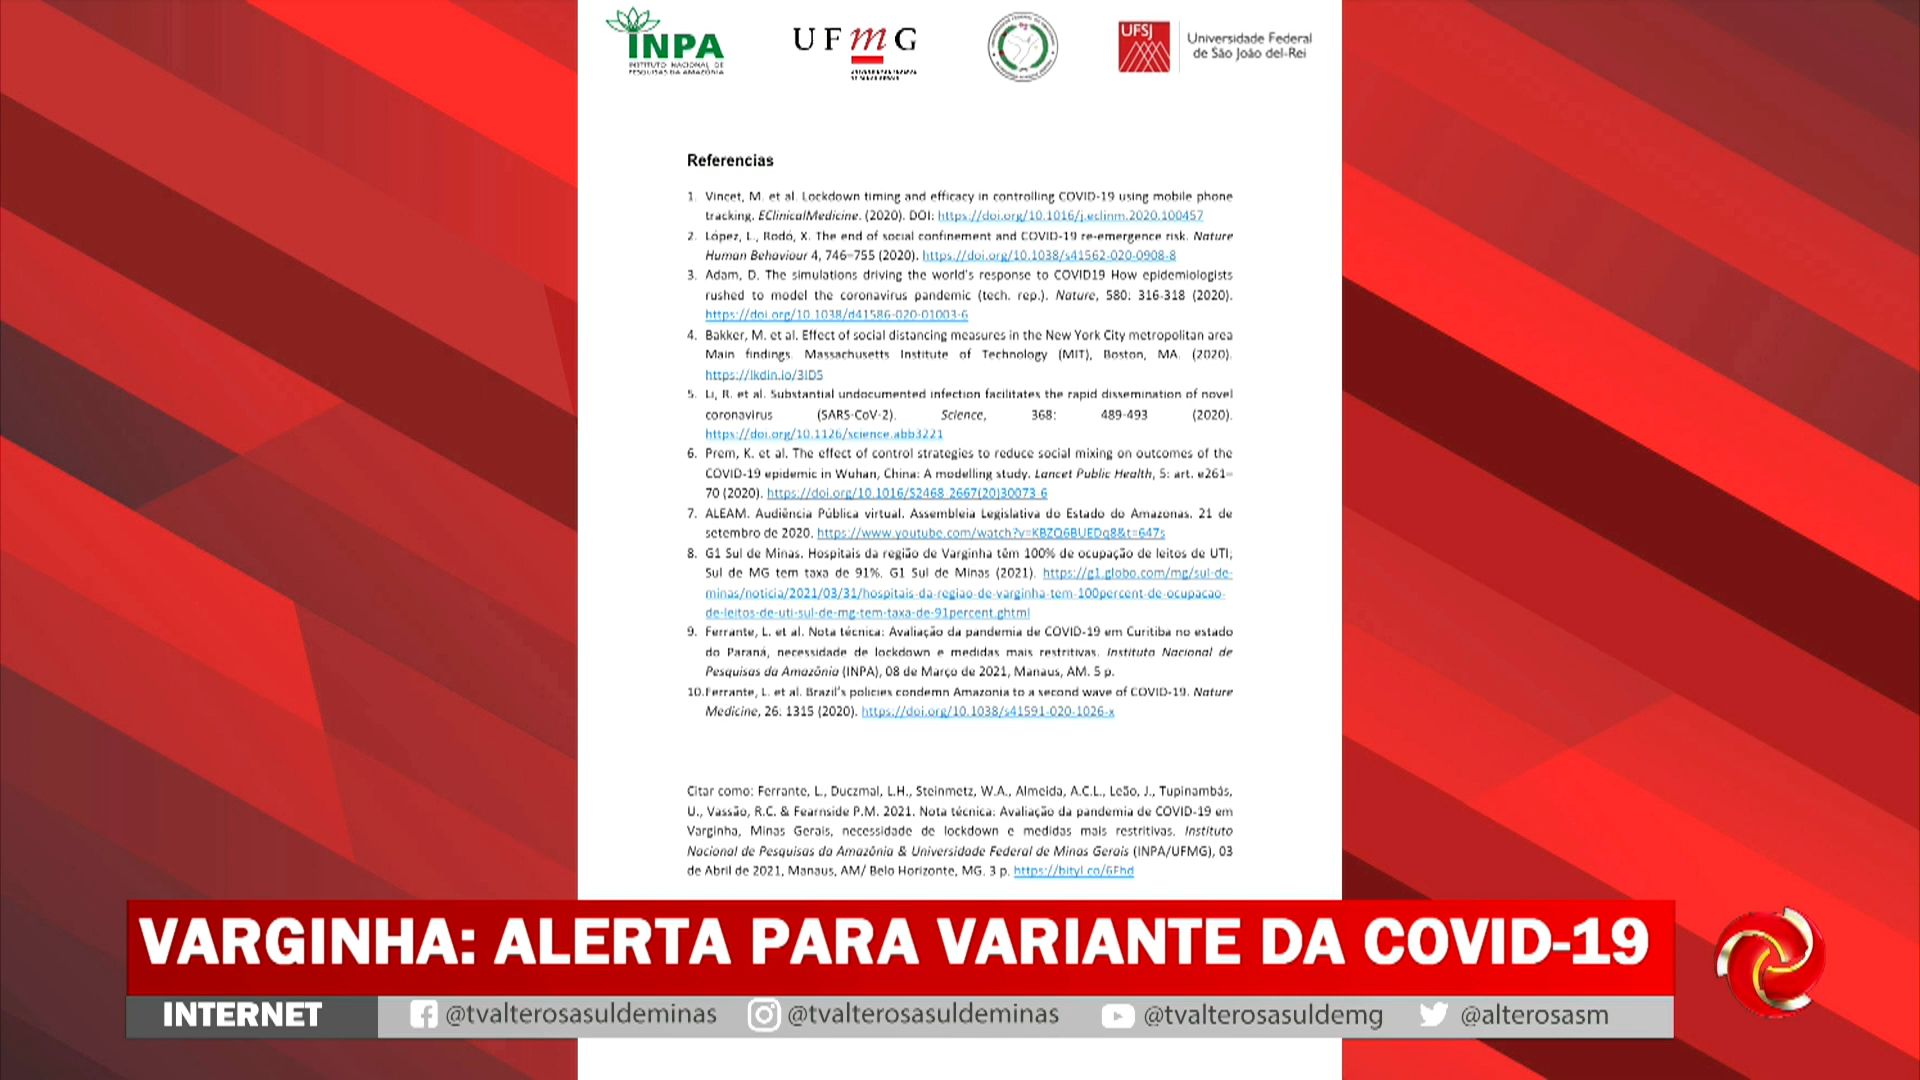 INPA
INSTITUTO NACIONAL DE
PESQUISAS DA AMAZÔNIA
UFmG
UFSJ
Universidade Federal
de São João del-Rei
Referencias
1. Vincet, M. et al. Lockdown timing and efficacy in controlling COVID-19 using mobile phone
tracking. EClinicalMedicine. (2020). DOI: https://doi.org/10.1016/j.eclinm.2020.100457
2. López, L., Rodó, X. The end of social confinement and COVID-19 re-emergence risk. Nature
Human Behaviour 4, 746–755 (2020). https://doi.org/10.1038/s41562-020-0908-8
3. Adam, D. The simulations driving the world's response to COVID19 How epidemiologists
rushed to model the coronavirus pandemic (tech. rep.). Nature, 580: 316-318 (2020).
https://doi.org/10.1038/d41586-020-01003-6
4. Bakker, M. et al. Effect of social distancing measures in the New York City metropolitan area
Main findings. Massachusetts Institute of Technology (MIT), Boston, MA. (2020).
https://lkdin.io/3ID5
5. Li, R. et al. Substantial undocumented infection facilitates the rapid dissemination of novel
coronavirus (SARS-CoV-2). Science, 368: 489-493 (2020).
https://doi.org/10.1126/science.abb3221
6. Prem, K. et al. The effect of control strategies to reduce social mixing on outcomes of the
COVID-19 epidemic in Wuhan, China: A modelling study. Lancet Public Health, 5: art. e261–
70 (2020). https://doi.org/10.1016/S2468-2667(20)30073-6
7. ALEAM. Audiência Pública virtual. Assembleia Legislativa do Estado do Amazonas. 21 de
setembro de 2020. https://www.youtube.com/watch?v=KBZQ6BUEDq8&t=647s
8. G1 Sul de Minas. Hospitais da região de Varginha têm 100% de ocupação de leitos de UTI;
Sul de MG tem taxa de 91%. G1 Sul de Minas (2021). https://g1.globo.com/mg/sul-de-
minas/noticia/2021/03/31/hospitais-da-regiao-de-varginha-tem-100percent-de-ocupacao-
de-leitos-de-uti-sul-de-mg-tem-taxa-de-91percent.ghtml
9. Ferrante, L. et al. Nota técnica: Avaliação da pandemia de COVID-19 em Curitiba no estado
do Paraná, necessidade de lockdown e medidas mais restritivas. Instituto Nacional de
Pesquisas da Amazônia (INPA), 08 de Março de 2021, Manaus, AM. 5 p.
10. Ferrante, L. et al. Brazil's policies condemn Amazonia to a second wave of COVID-19. Nature
Medicine, 26: 1315 (2020). https://doi.org/10.1038/s41591-020-1026-x
Citar como: Ferrante, L., Duczmal, L.H., Steinmetz, W.A., Almeida, A.C.L., Leão, J., Tupinambás,
U., Vassão, R.C. & Fearnside P.M. 2021. Nota técnica: Avaliação da pandemia de COVID-19 em
Varginha, Minas Gerais, necessidade de lockdown e medidas mais restritivas. Instituto
Nacional de Pesquisas da Amazônia & Universidade Federal de Minas Gerais (INPA/UFMG), 03
de Abril de 2021, Manaus, AM/ Belo Horizonte, MG. 3 p. https://bityl.co/6Fhd
VARGINHA: ALERTA PARA VARIANTE DA COVID-19
INTERNET @tvalterosasuldeminas @tvalterosasuldeminas @tvalterosasuldemg @alterosasm